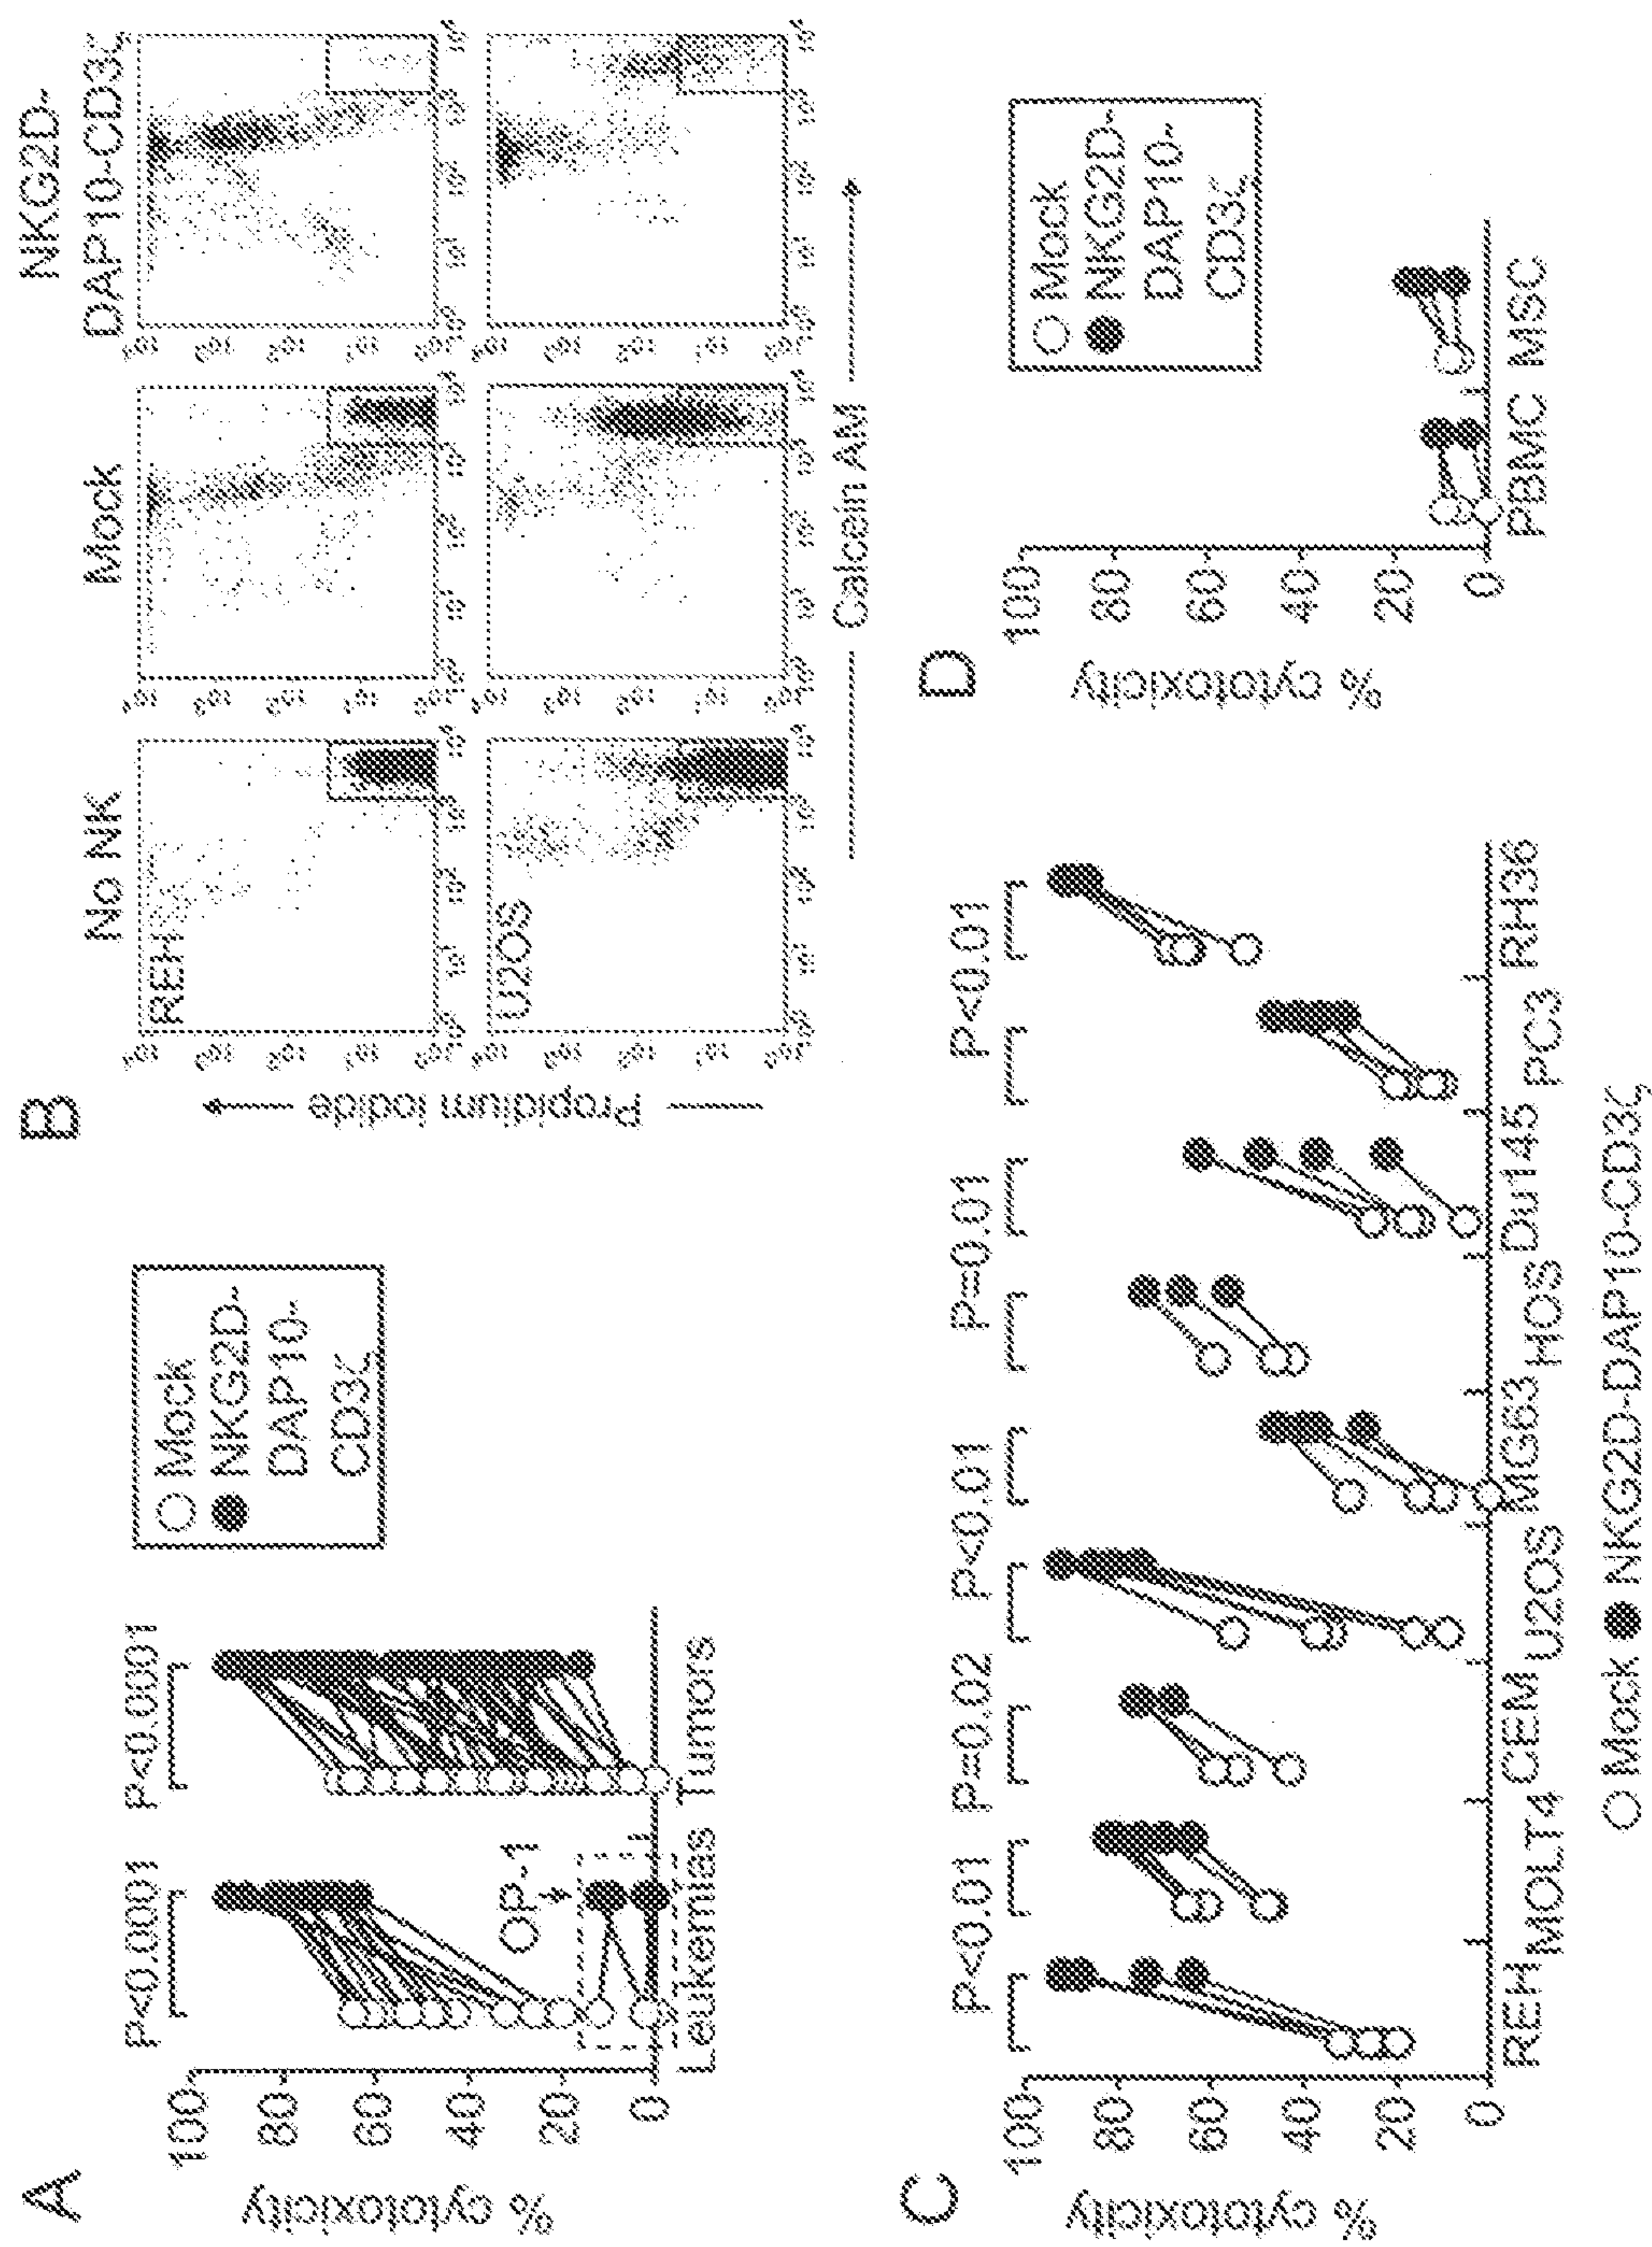 A
% cytotoxicity
100
80
60
40
20
0
P<0.0001
P<0.0001
OP-1
Leukemias Tumors
Mock
NKG2D-
DAP10-
CD3ζ
B
Propidium iodide
Calcein AM
No NK
Mock
NKG2D-
DAP10-CD3ζ
REH
U2OS
C
% cytotoxicity
100
80
60
40
20
0
P<0.01
P=0.02
P<0.01
P=0.01
P<0.01
REH MOLT4 CEM U2OS MG63 HOS Du145 PC3 RH36
Mock NKG2D-DAP10-CD3ζ
D
% cytotoxicity
100
80
60
40
20
0
PBMC MSC
Mock
NKG2D-
DAP10-
CD3ζ